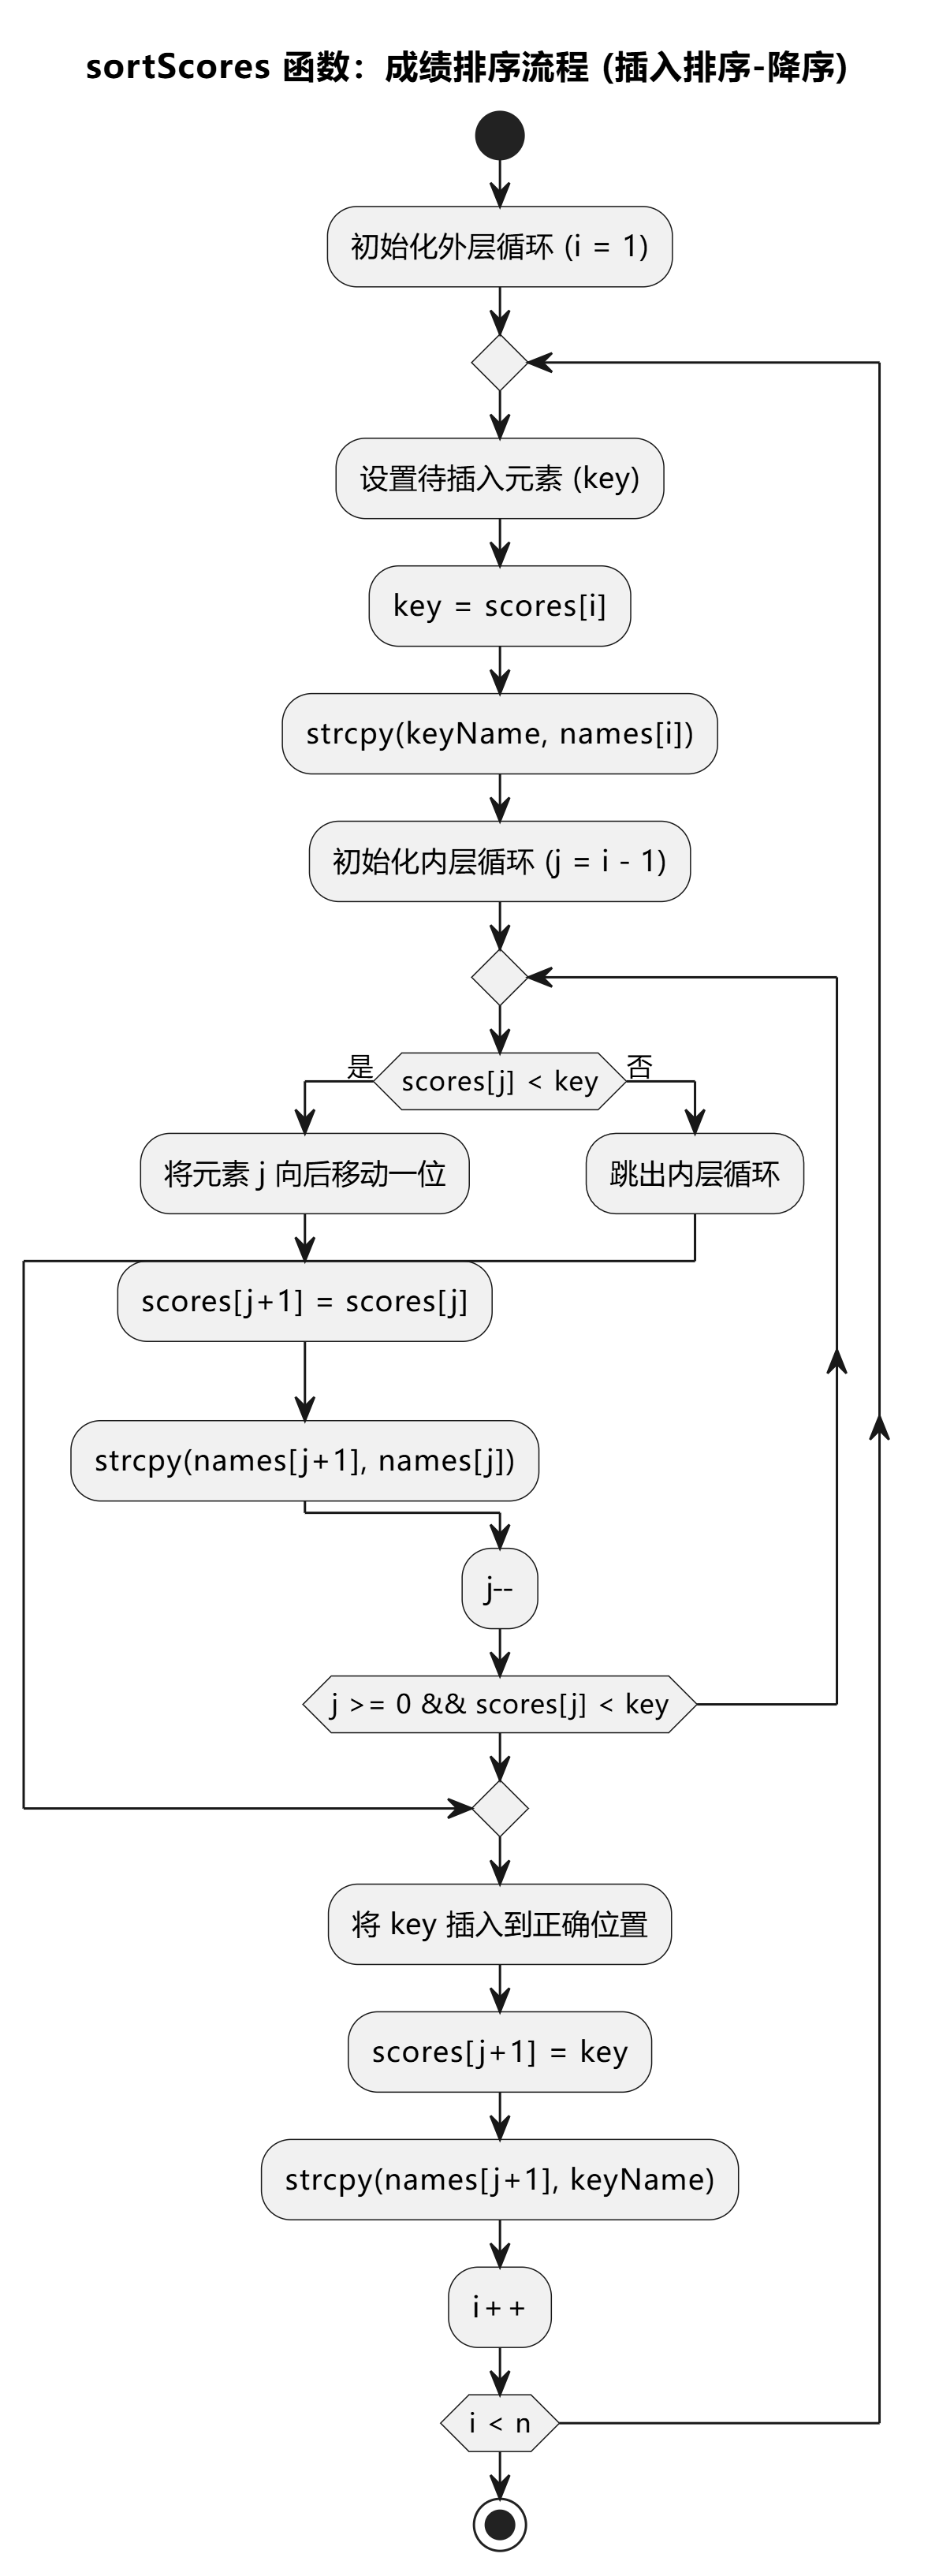 sortScores 函数：成绩排序流程 (插入排序-降序)
初始化外层循环 (i = 1)
设置待插入元素 (key)
key = scores[i]
strcpy(keyName, names[i])
初始化内层循环 (j = i - 1)
是
scores[j] < key
否
将元素 j 向后移动一位
跳出内层循环
scores[j+1] = scores[j]
strcpy(names[j+1], names[j])
j--
j >= 0 && scores[j] < key
将 key 插入到正确位置
scores[j+1] = key
strcpy(names[j+1], keyName)
i++
i < n